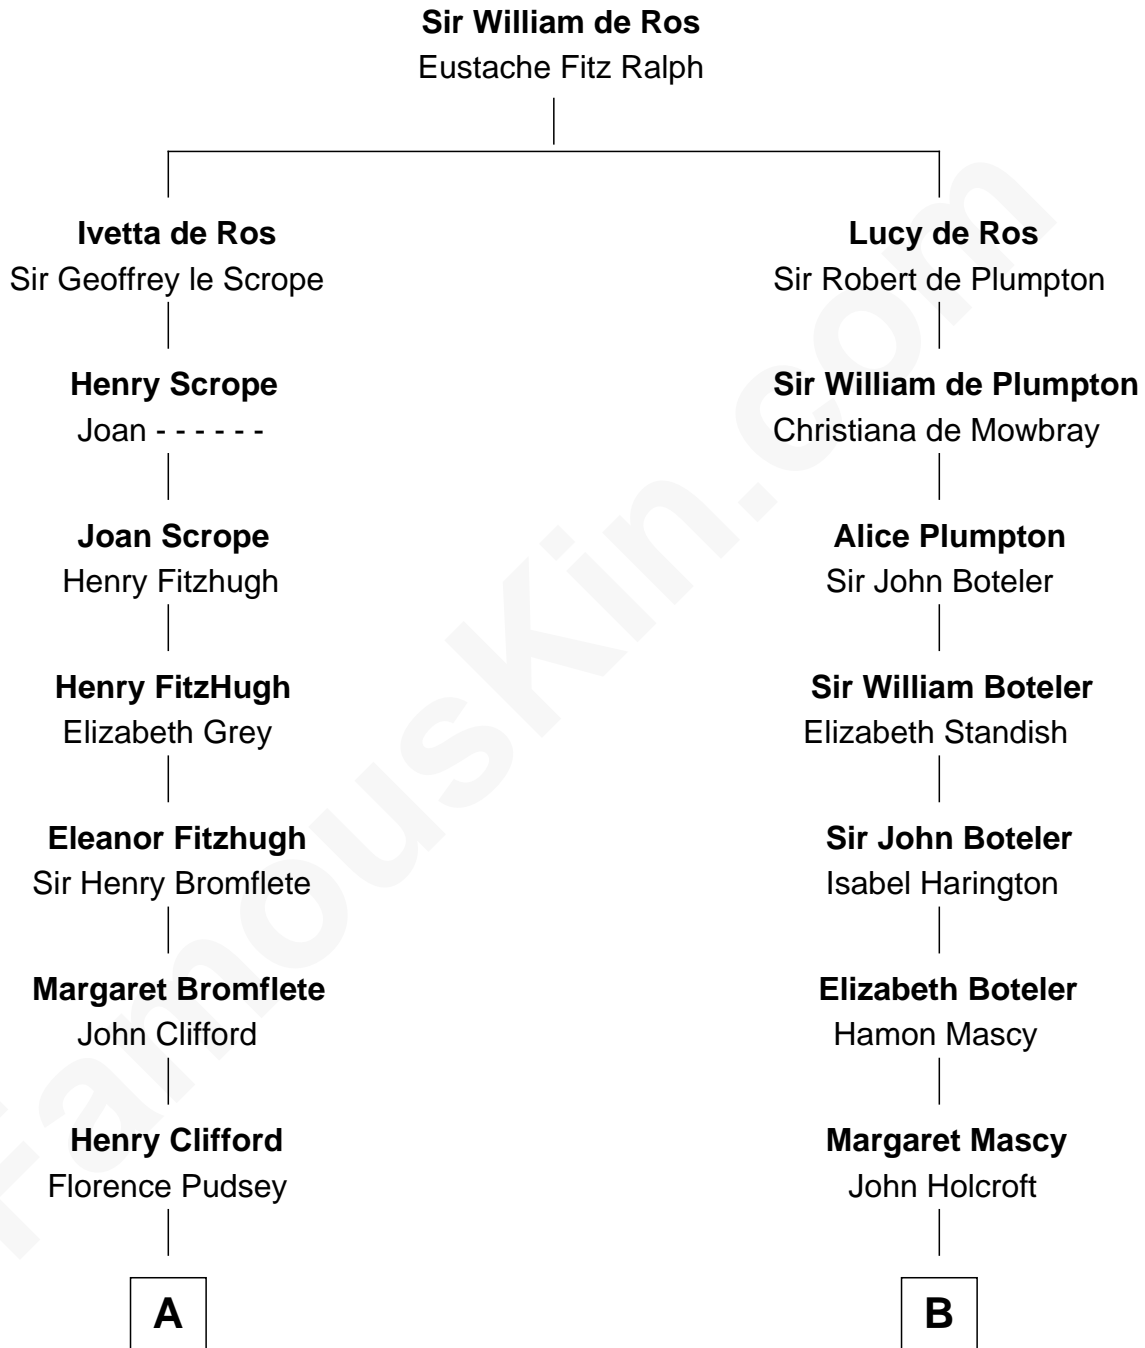 Sir William de Ros
Eustache Fitz Ralph
Ivetta de Ros
Sir Geoffrey le Scrope
Henry Scrope
Joan - - - - - -
Joan Scrope
Henry Fitzhugh
Henry FitzHugh
Elizabeth Grey
Eleanor Fitzhugh
Sir Henry Bromflete
Margaret Bromflete
John Clifford
Henry Clifford
Florence Pudsey
A
Lucy de Ros
Sir Robert de Plumpton
Sir William de Plumpton
Christiana de Mowbray
Alice Plumpton
Sir John Boteler
Sir William Boteler
Elizabeth Standish
Sir John Boteler
Isabel Harington
Elizabeth Boteler
Hamon Mascy
Margaret Mascy
John Holcroft
B
FamousKin.com